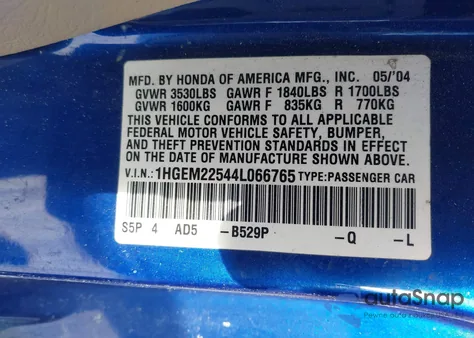 MFD. BY HONDA OF AMERICA MFG., INC. 05/'04
GVWR 3530LBS GAWR F 1840LBS R 1700LBS
GVWR 1600KG GAWR F 835KG R 770KG
THIS VEHICLE CONFORMS TO ALL APPLICABLE
FEDERAL MOTOR VEHICLE SAFETY, BUMPER,
AND THEFT PREVENTION STANDARDS IN EFFECT
ON THE DATE OF MANUFACTURE SHOWN ABOVE.
V.I.N.:1HGEM22544L066765 TYPE:PASSENGER CAR
S5P 4 AD5 -B529P -Q -L
autoSnap